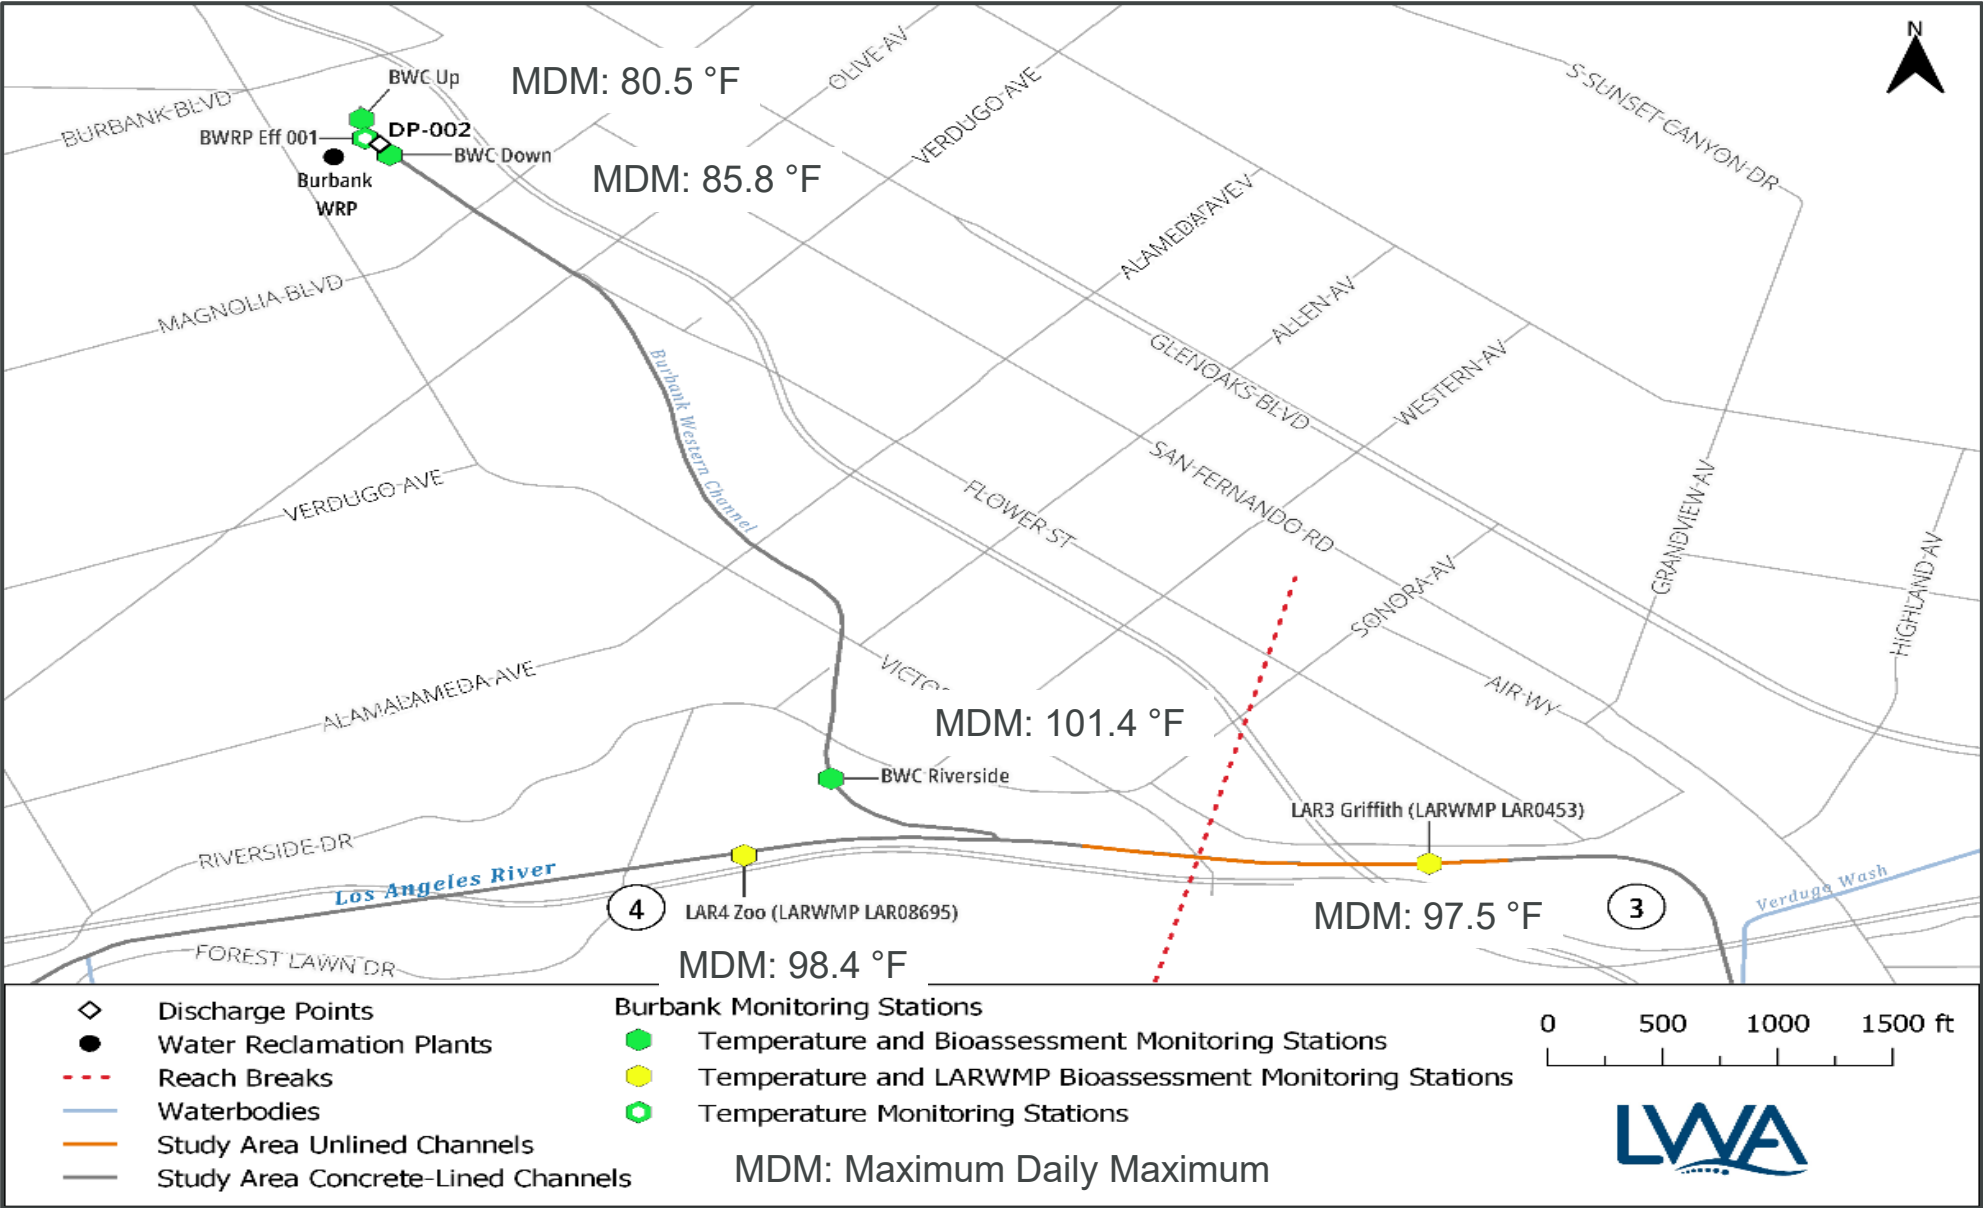 N
BWC Up
MDM: 80.5 °F
OLIVE AV
VERDUGO AVE
S SUNSET CANYON DR
BURBANK BLVD
BWRP Eff 001
DP-002
BWC Down
Burbank
WRP
MDM: 85.8 °F
ALAMEDA AVE
MAGNOLIA BLVD
ALLEN AV
GLENOAKS BLVD
WESTERN AV
Burbank Western Channel
VERDUGO AVE
FLOWER ST
SAN FERNANDO RD
SONORA AV
GRANDVIEW AV
HIGHLAND AV
AIR WY
MDM: 101.4 °F
BWC Riverside
LAR3 Griffith (LARWMP LAR0453)
RIVERSIDE DR
Los Angeles River
4
LAR4 Zoo (LARWMP LAR08695)
MDM: 97.5 °F
3
Verdugo Wash
FOREST LAWN DR
MDM: 98.4 °F
Discharge Points
Water Reclamation Plants
Reach Breaks
Waterbodies
Study Area Unlined Channels
Study Area Concrete-Lined Channels
Burbank Monitoring Stations
Temperature and Bioassessment Monitoring Stations
Temperature and LARWMP Bioassessment Monitoring Stations
Temperature Monitoring Stations
MDM: Maximum Daily Maximum
0 500 1000 1500 ft
LWA